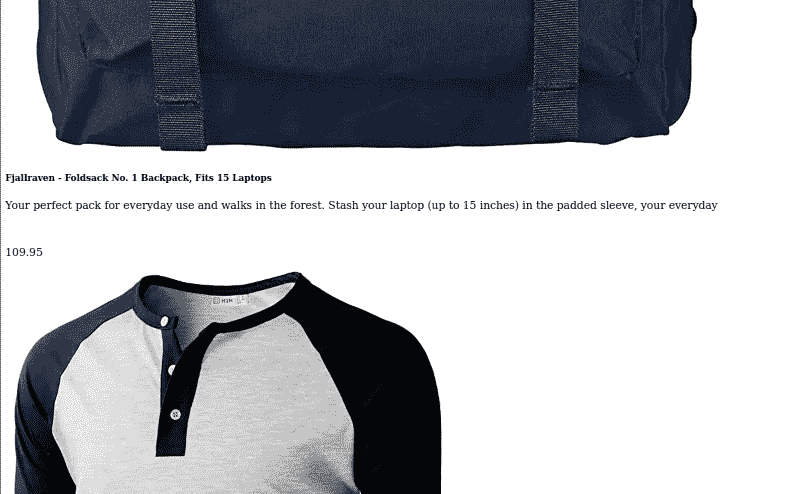 Fjallraven - Foldsack No. 1 Backpack, Fits 15 Laptops
Your perfect pack for everyday use and walks in the forest. Stash your laptop (up to 15 inches) in the padded sleeve, your everyday
109.95